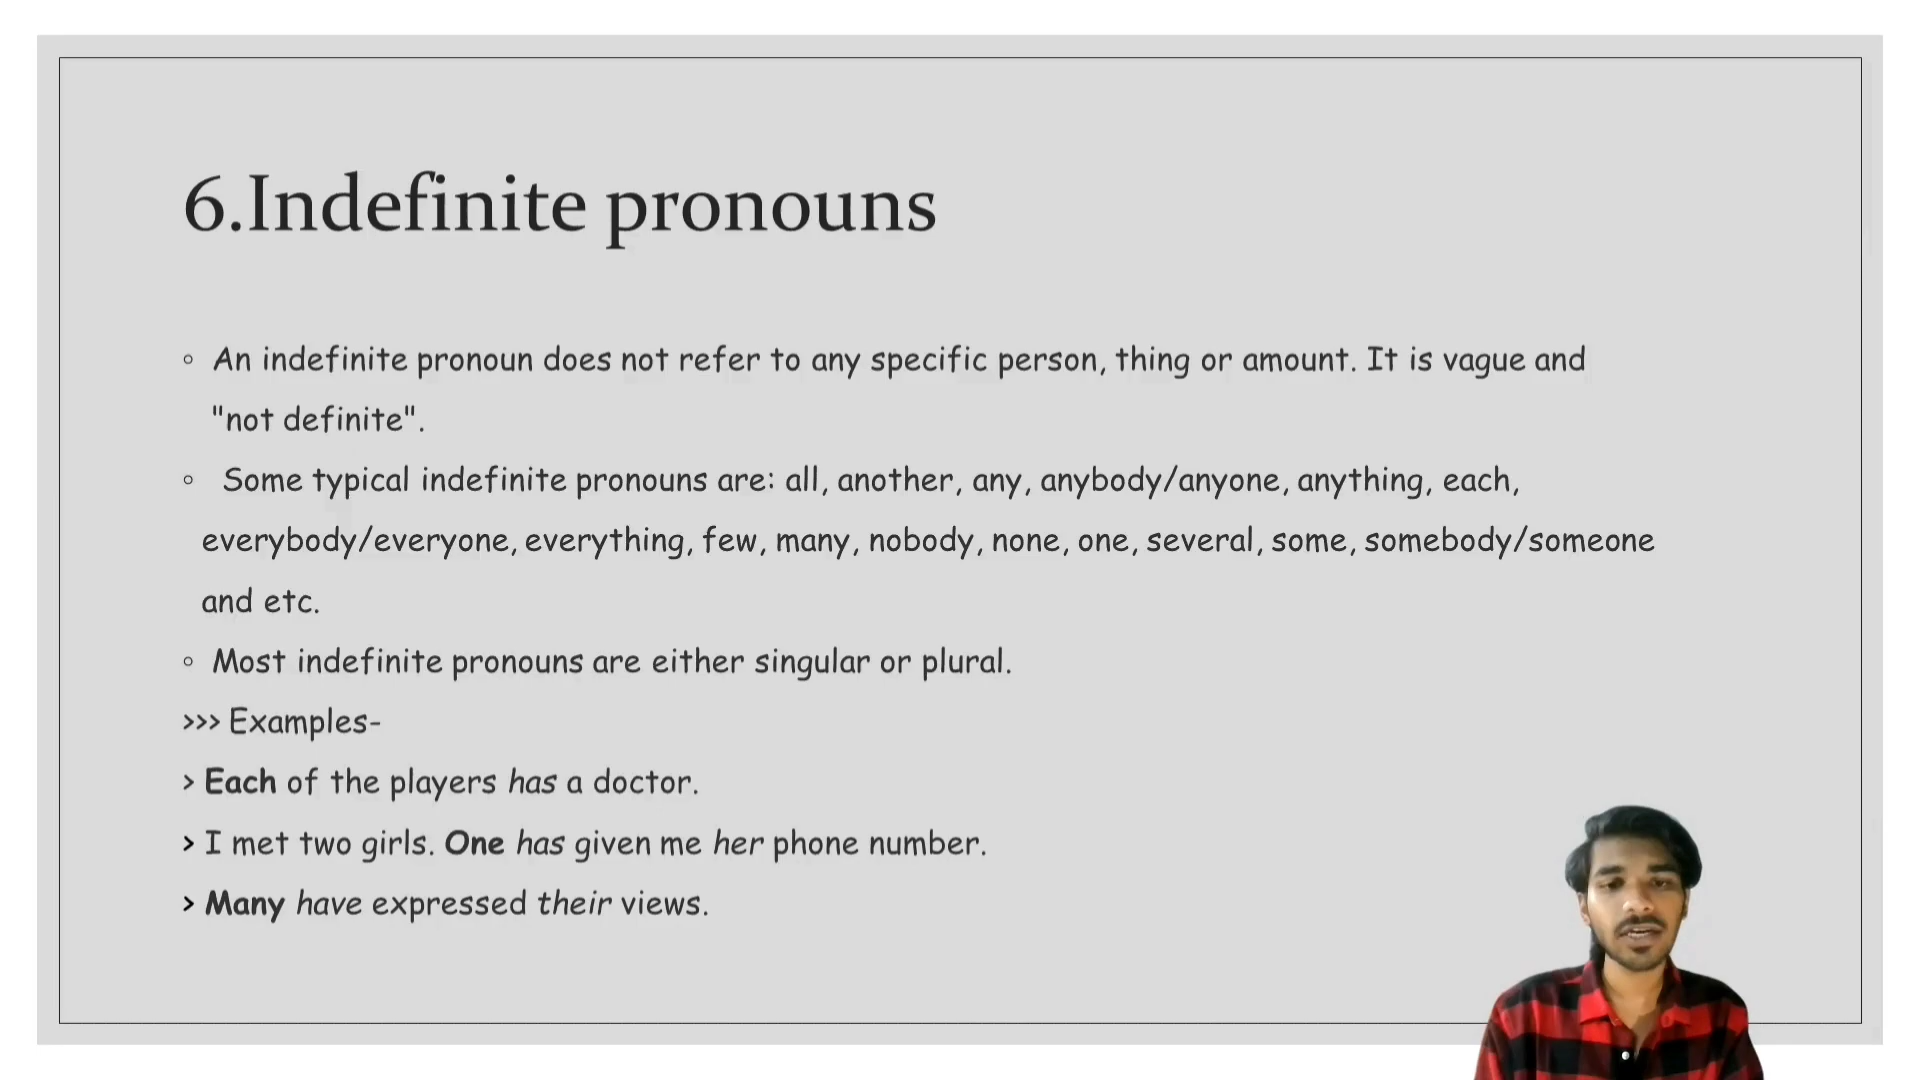 6.Indefinite pronouns
◦ An indefinite pronoun does not refer to any specific person, thing or amount. It is vague and
"not definite".
◦ Some typical indefinite pronouns are: all, another, any, anybody/anyone, anything, each,
everybody/everyone, everything, few, many, nobody, none, one, several, some, somebody/someone
and etc.
◦ Most indefinite pronouns are either singular or plural.
>>> Examples-
> Each of the players has a doctor.
> I met two girls. One has given me her phone number.
> Many have expressed their views.